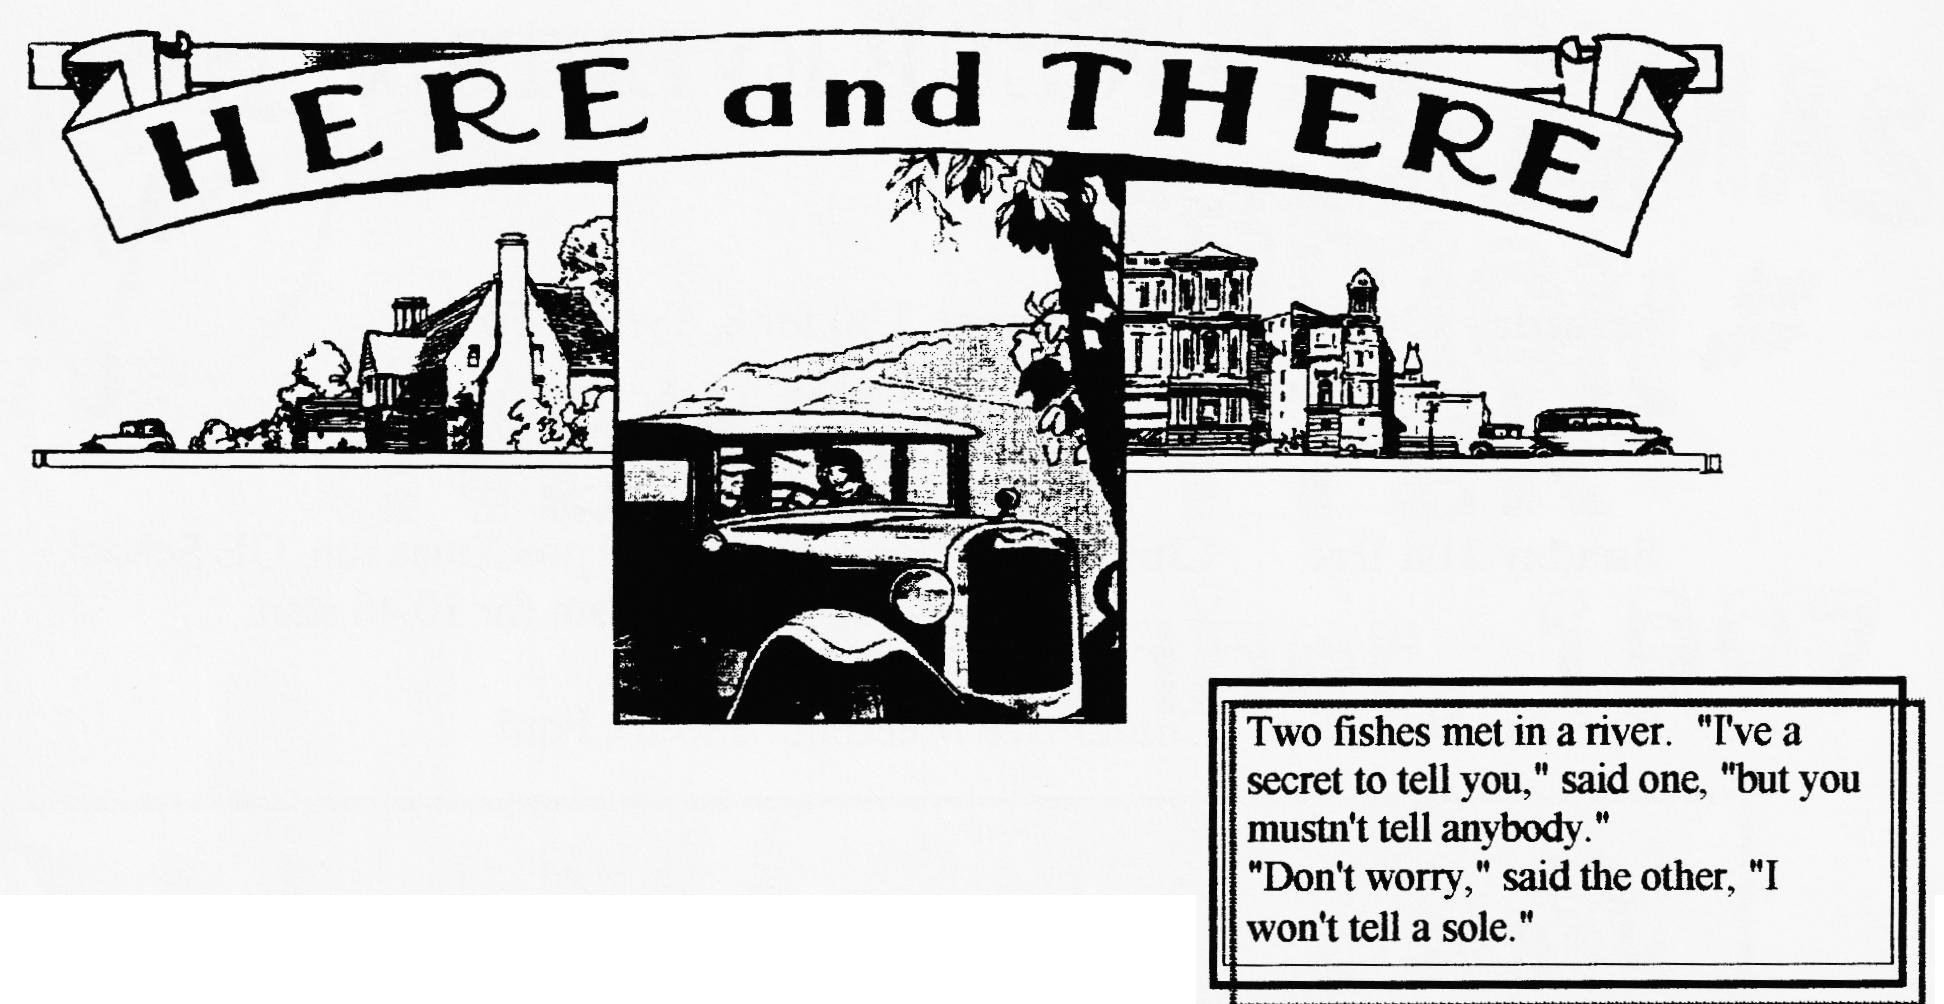 HERE and THERE
Two fishes met in a river. "I've a
secret to tell you," said one, "but you
mustn't tell anybody."
"Don't worry," said the other, "I
won't tell a sole."